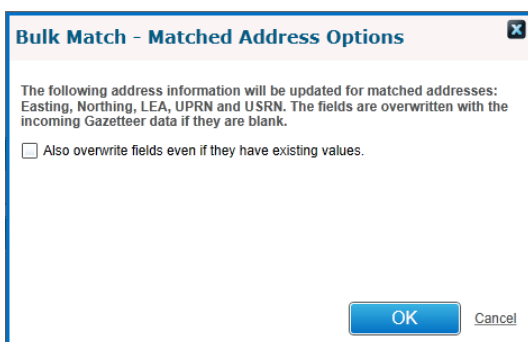 Bulk Match - Matched Address Options
The following address information will be updated for matched addresses:
Easting, Northing, LEA, UPRN and USRN. The fields are overwritten with the
incoming Gazetteer data if they are blank.
Also overwrite fields even if they have existing values.
OK
Cancel